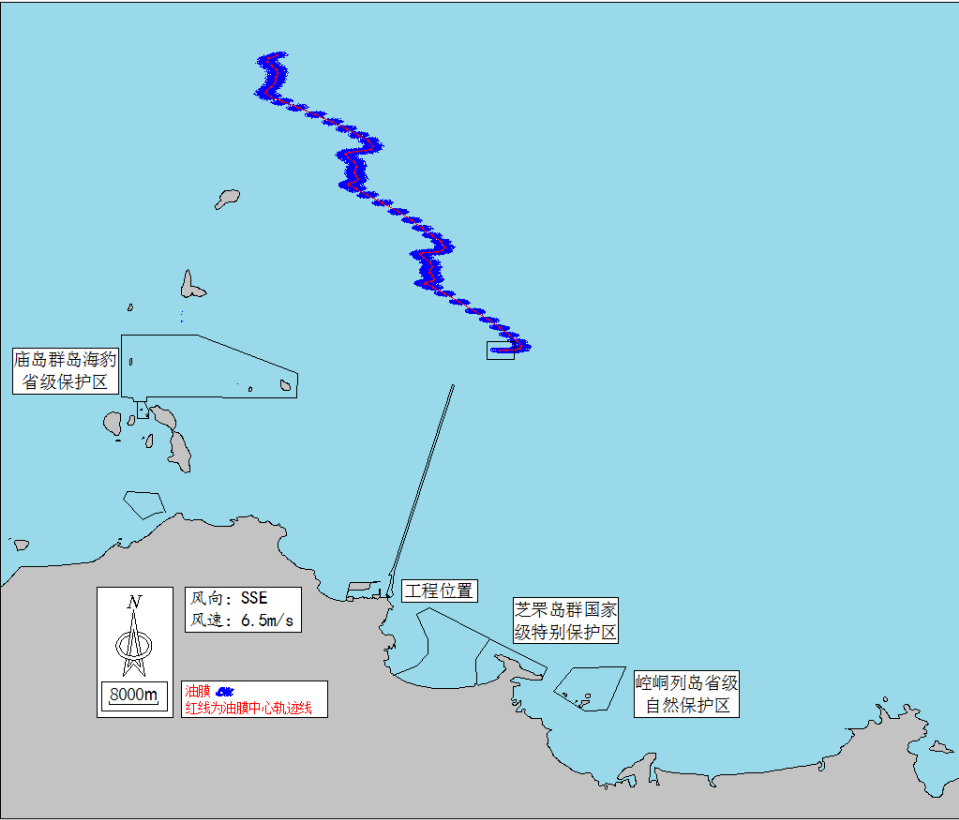 庙岛群岛海豹
省级保护区
工程位置
N
风向: SSE
风速: 6.5m/s
芝罘岛群国家
级特别保护区
崆峒列岛省级
自然保护区
8000m
油膜
红线为油膜中心轨迹线